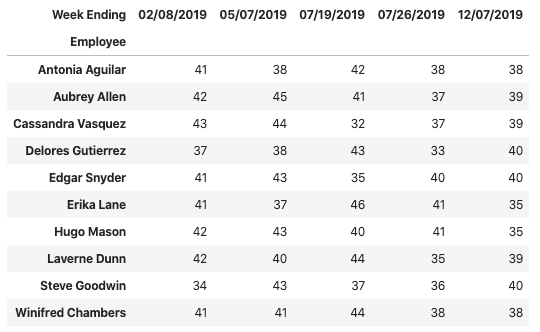 Week Ending 02/08/2019 05/07/2019 07/19/2019 07/26/2019 12/07/2019
Employee
Antonia Aguilar 41 38 42 38 38
Aubrey Allen 42 45 41 37 39
Cassandra Vasquez 43 44 32 37 39
Delores Gutierrez 37 38 43 33 40
Edgar Snyder 41 43 35 40 40
Erika Lane 41 37 46 41 35
Hugo Mason 42 43 40 41 35
Laverne Dunn 42 40 44 35 39
Steve Goodwin 34 43 37 36 40
Winifred Chambers 41 41 44 38 38